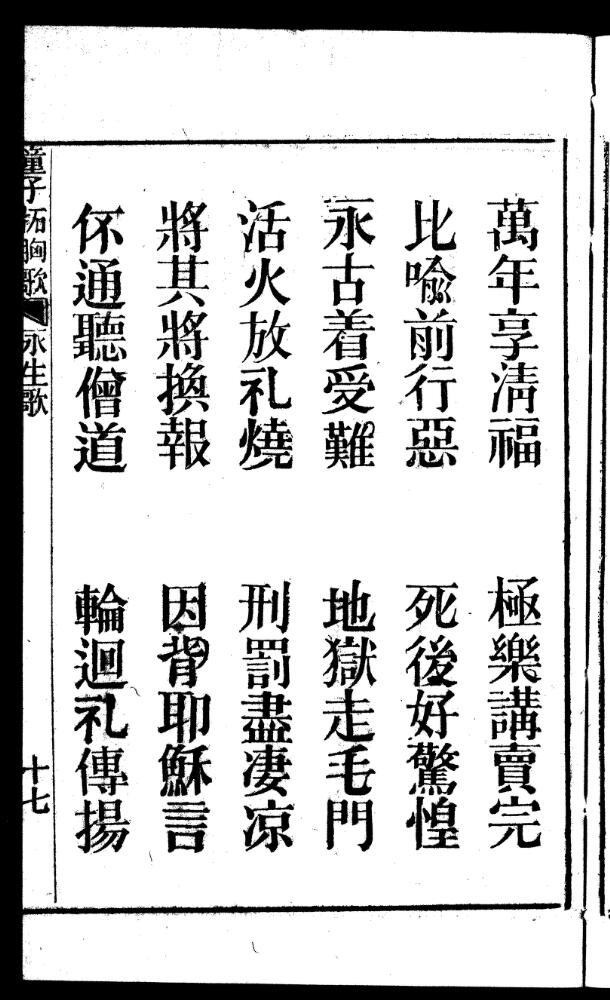 萬年享淸福 極樂講賣完
比喩前行惡 死後好驚惶
永古着受難 地獄走毛門
活火放礼燒 刑罰盡凄凉
將其將換報 因背耶穌言
伓通聽僧道 輪迴礼傳揚
童子拓胸歌 永生歌 十七